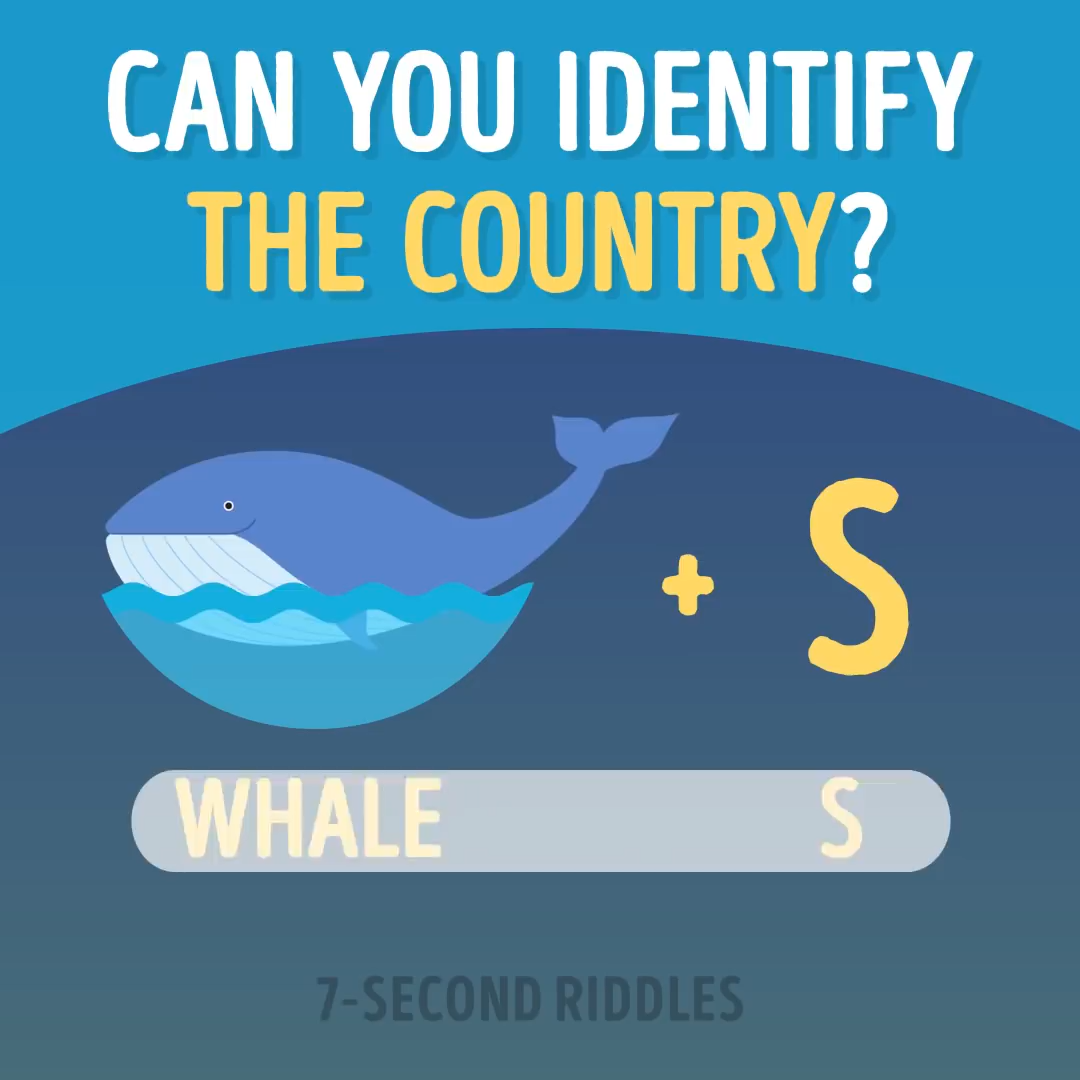 CAN YOU IDENTIFY
THE COUNTRY?
+ S
WHALE S
7-SECOND RIDDLES